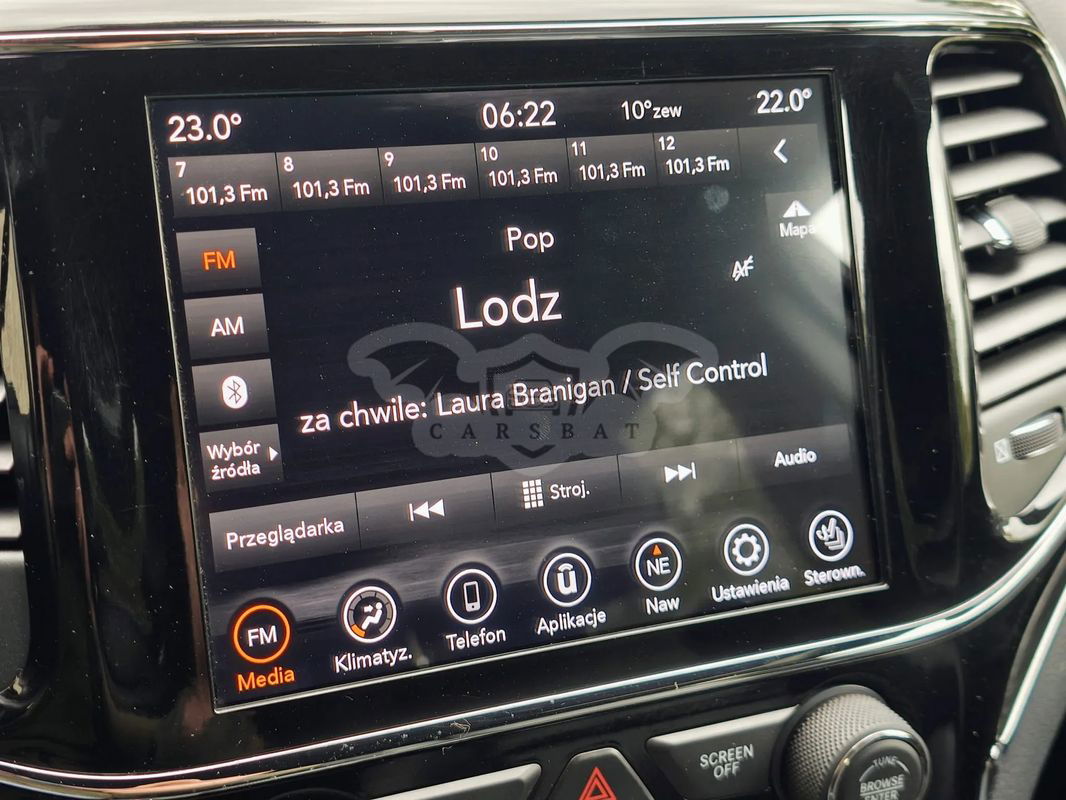 23.0° 06:22 10°zew 22.0°
7 8 9 10 11 12
101,3 Fm 101,3 Fm 101,3 Fm 101,3 Fm 101,3 Fm 101,3 Fm
Mapa
Pop
FM
AF
Lodz
AM
za chwile: Laura Branigan / Self Control
CARSBAT
Wybór
źródła
Przeglądarka
Stroj.
Audio
FM
Media
Klimatyz.
Telefon
u
Aplikacje
NE
Naw
Ustawienia
Sterown.
SCREEN
OFF
TUNE
BROWSE
ENTER